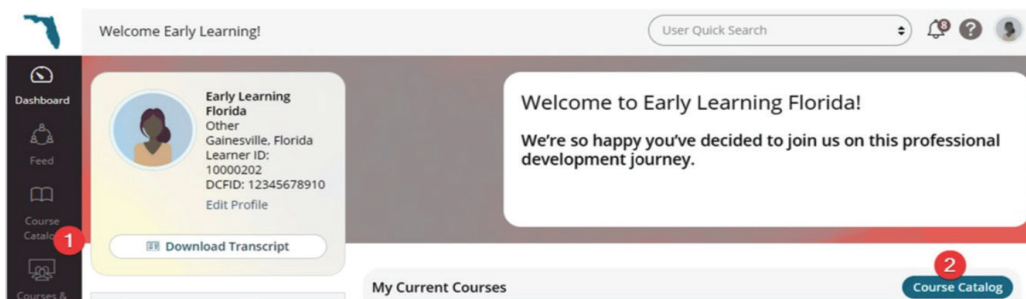 Welcome Early Learning!
User Quick Search
8
?
Dashboard
Feed
Course
Catalo
1
Courses &
Early Learning
Florida
Other
Gainesville, Florida
Learner ID:
10000202
DCFID: 12345678910
Edit Profile
Download Transcript
Welcome to Early Learning Florida!
We're so happy you've decided to join us on this professional
development journey.
My Current Courses
2
Course Catalog